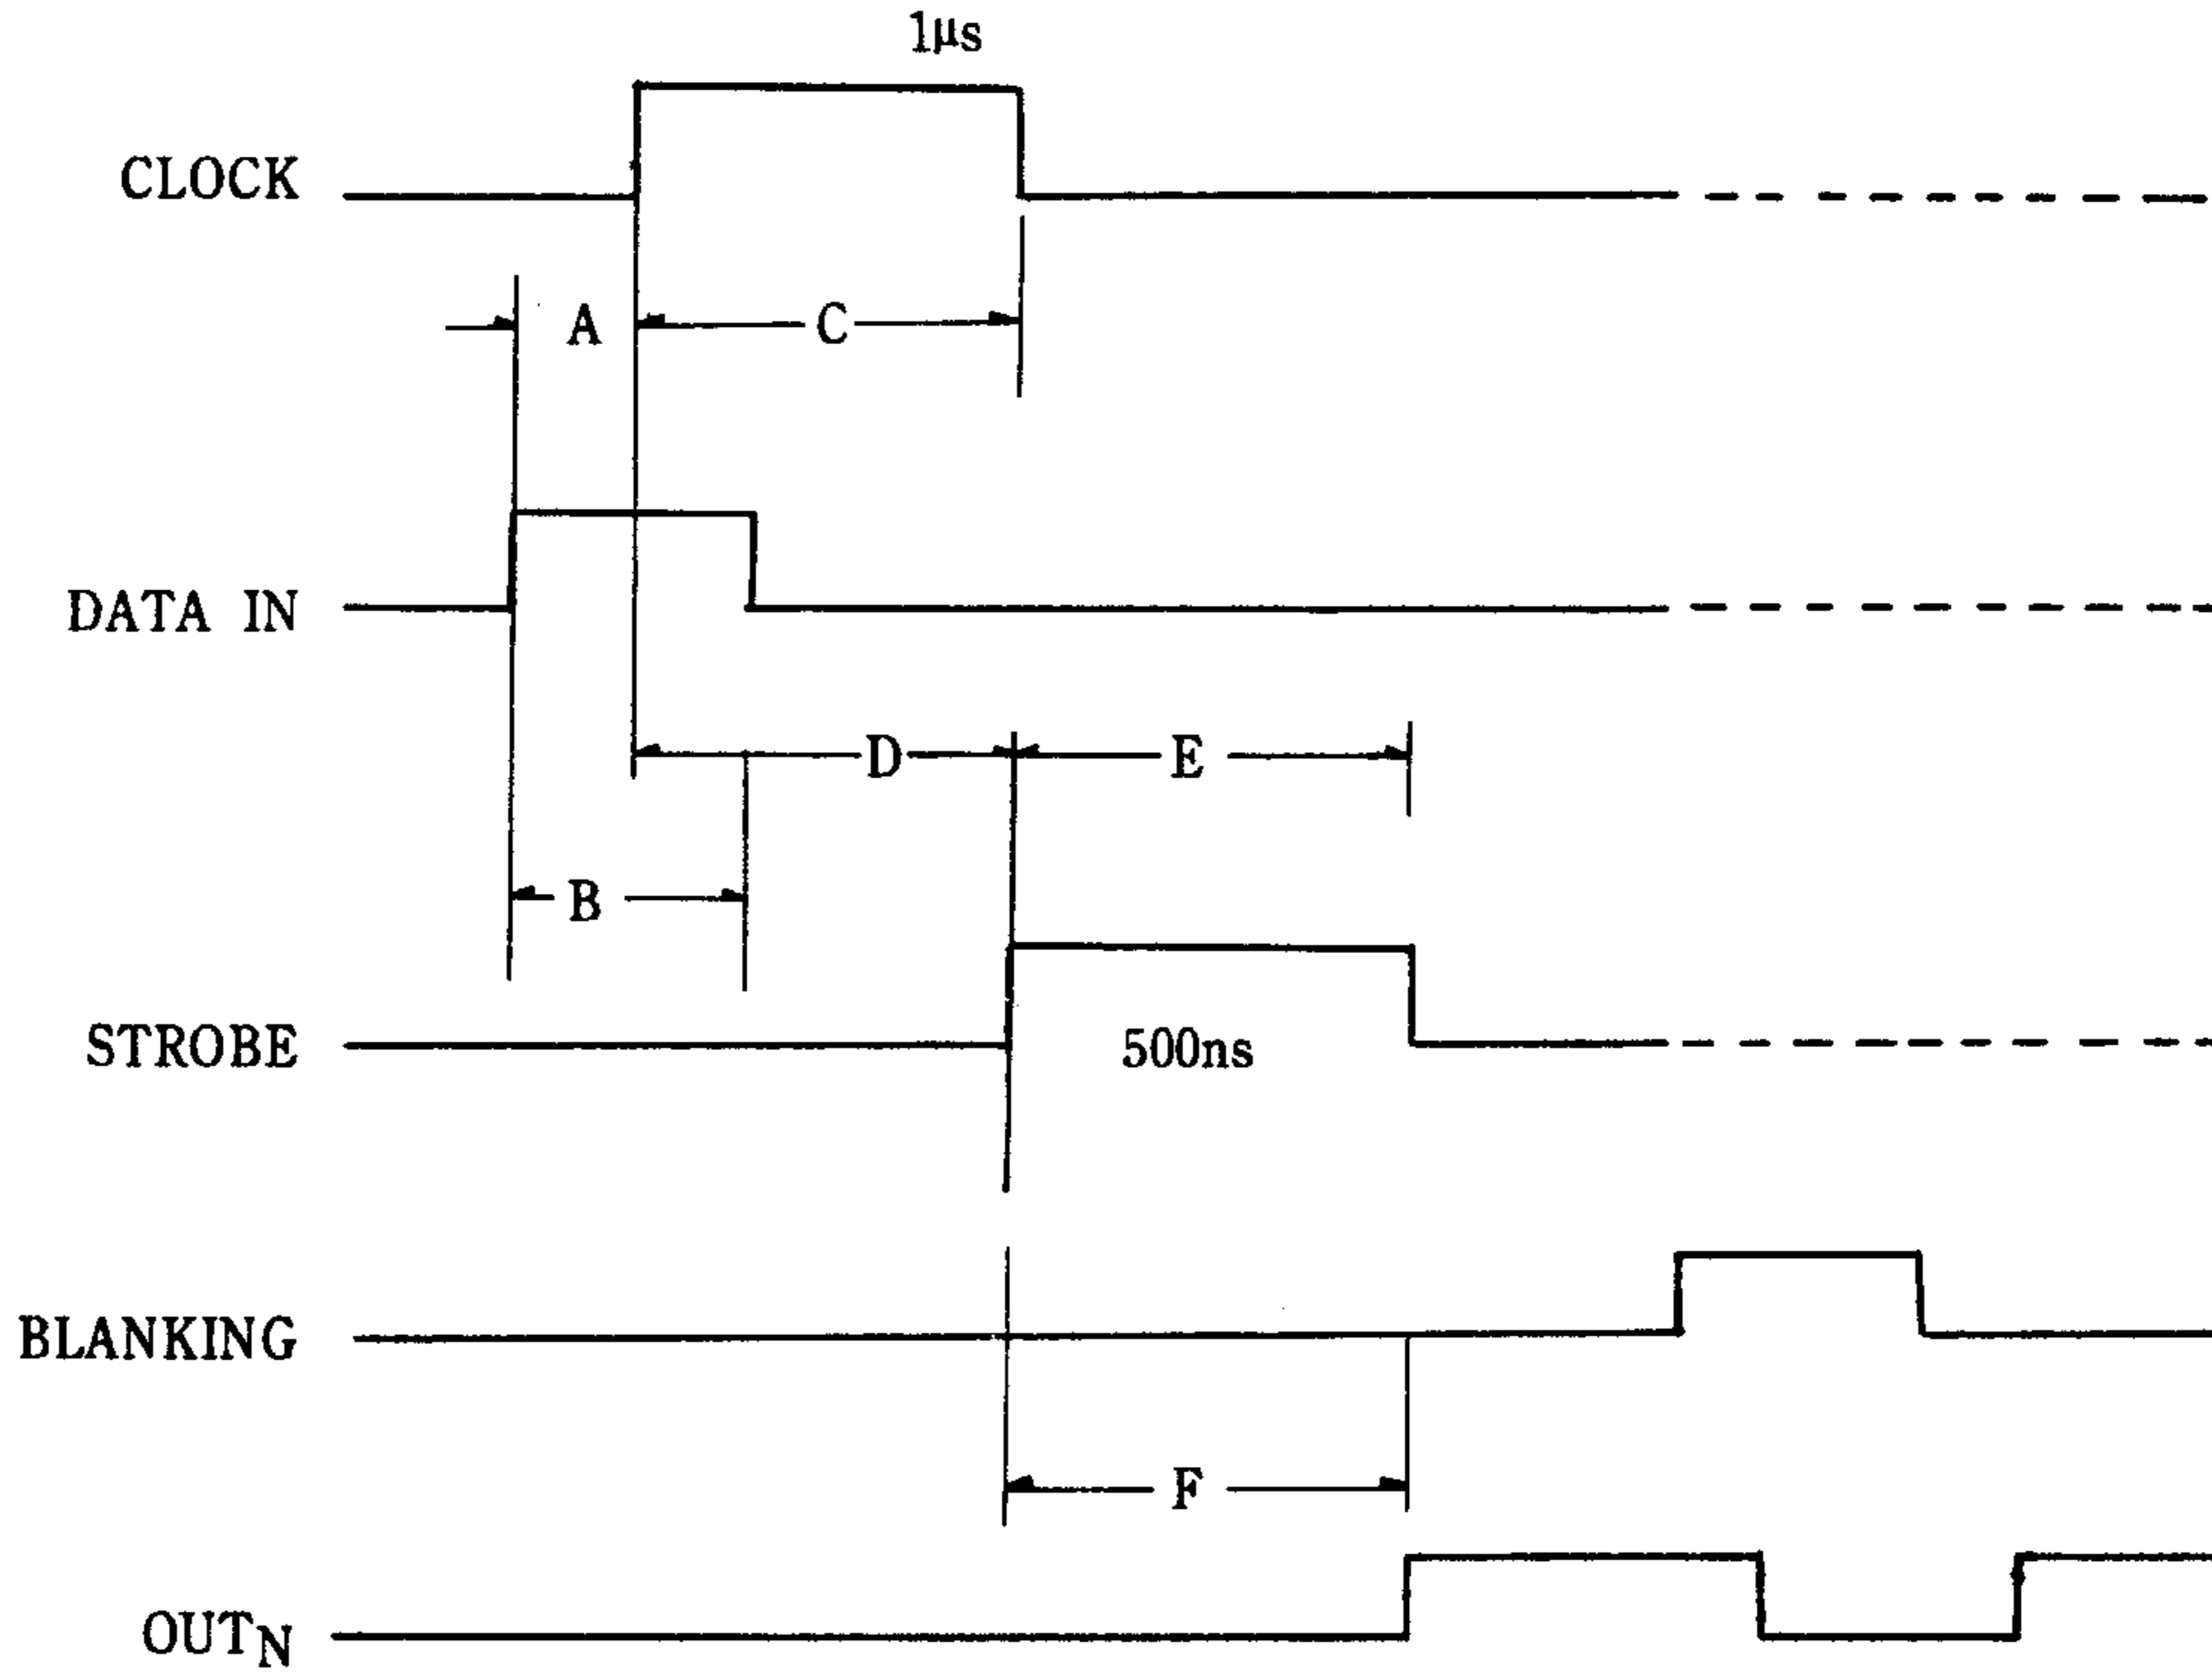 1μs
CLOCK
A C
DATA IN
D E
B
STROBE 500ns
BLANKING
F
OUTN